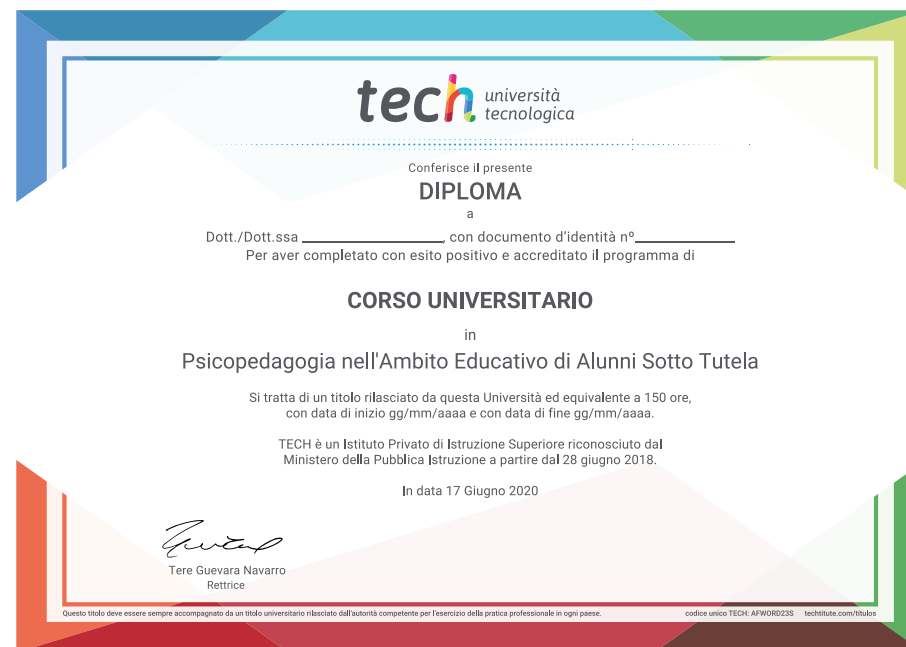 tech università
tecnologica
Conferisce il presente
DIPLOMA
a
Dott./Dott.ssa ________________, con documento d'identità nº____________
Per aver completato con esito positivo e accreditato il programma di
CORSO UNIVERSITARIO
in
Psicopedagogia nell'Ambito Educativo di Alunni Sotto Tutela
Si tratta di un titolo rilasciato da questa Università ed equivalente a 150 ore,
con data di inizio gg/mm/aaaa e con data di fine gg/mm/aaaa.
TECH è un Istituto Privato di Istruzione Superiore riconosciuto dal
Ministero della Pubblica Istruzione a partire dal 28 giugno 2018.
In data 17 Giugno 2020
Tere Guevara Navarro
Rettrice
Questo titolo deve essere sempre accompagnato da un titolo universitario rilasciato dall'autorità competente per l'esercizio della pratica professionale in ogni paese. codice unico TECH: AFWORD23S techtitute.com/títulos